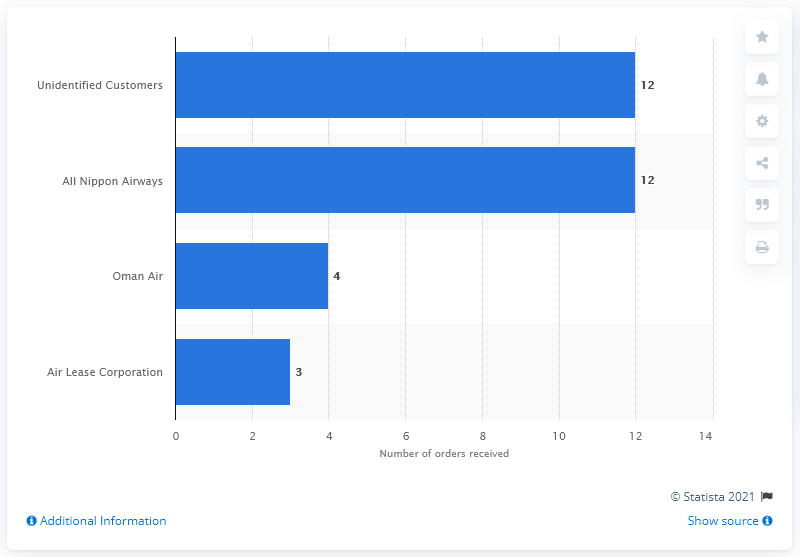 Unidentified Customers
12
All Nippon Airways
12
Oman Air
4
Air Lease Corporation
3
0 2 4 6 8 10 12 14
Number of orders received
© Statista 2021
Additional Information
Show source